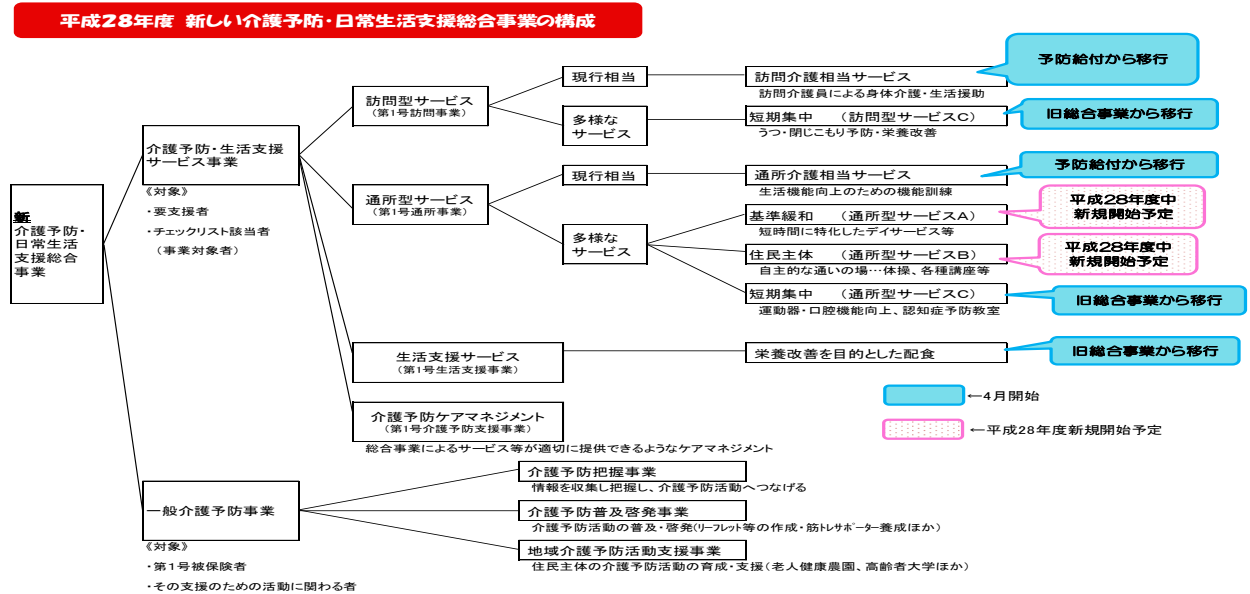 平成28年度 新しい介護予防・日常生活支援総合事業の構成
新
介護予防・
日常生活
支援総合
事業
介護予防・生活支援
サービス事業
《対象》
・要支援者
・チェックリスト該当者
（事業対象者）
訪問型サービス
（第1号訪問事業）
現行相当
訪問介護相当サービス
訪問介護員による身体介護・生活援助
予防給付から移行
多様な
サービス
短期集中　（訪問型サービスC）
うつ・閉じこもり予防・栄養改善
旧総合事業から移行
通所型サービス
（第1号通所事業）
現行相当
通所介護相当サービス
生活機能向上のための機能訓練
予防給付から移行
多様な
サービス
基準緩和　（通所型サービスA）
短時間に特化したデイサービス等
平成28年度中
新規開始予定
住民主体　（通所型サービスB）
自主的な通いの場…体操、各種講座等
平成28年度中
新規開始予定
短期集中　（通所型サービスC）
運動器・口腔機能向上、認知症予防教室
旧総合事業から移行
生活支援サービス
（第1号生活支援事業）
栄養改善を目的とした配食
旧総合事業から移行
介護予防ケアマネジメント
（第1号介護予防支援事業）
総合事業によるサービス等が適切に提供できるようなケアマネジメント
←4月開始
←平成28年度新規開始予定
一般介護予防事業
《対象》
・第1号被保険者
・その支援のための活動に関わる者
介護予防把握事業
情報を収集し把握し、介護予防活動へつなげる
介護予防普及啓発事業
介護予防活動の普及・啓発（リーフレット等の作成・筋トレサポーター養成ほか）
地域介護予防活動支援事業
住民主体の介護予防活動の育成・支援（老人健康農園、高齢者大学ほか）